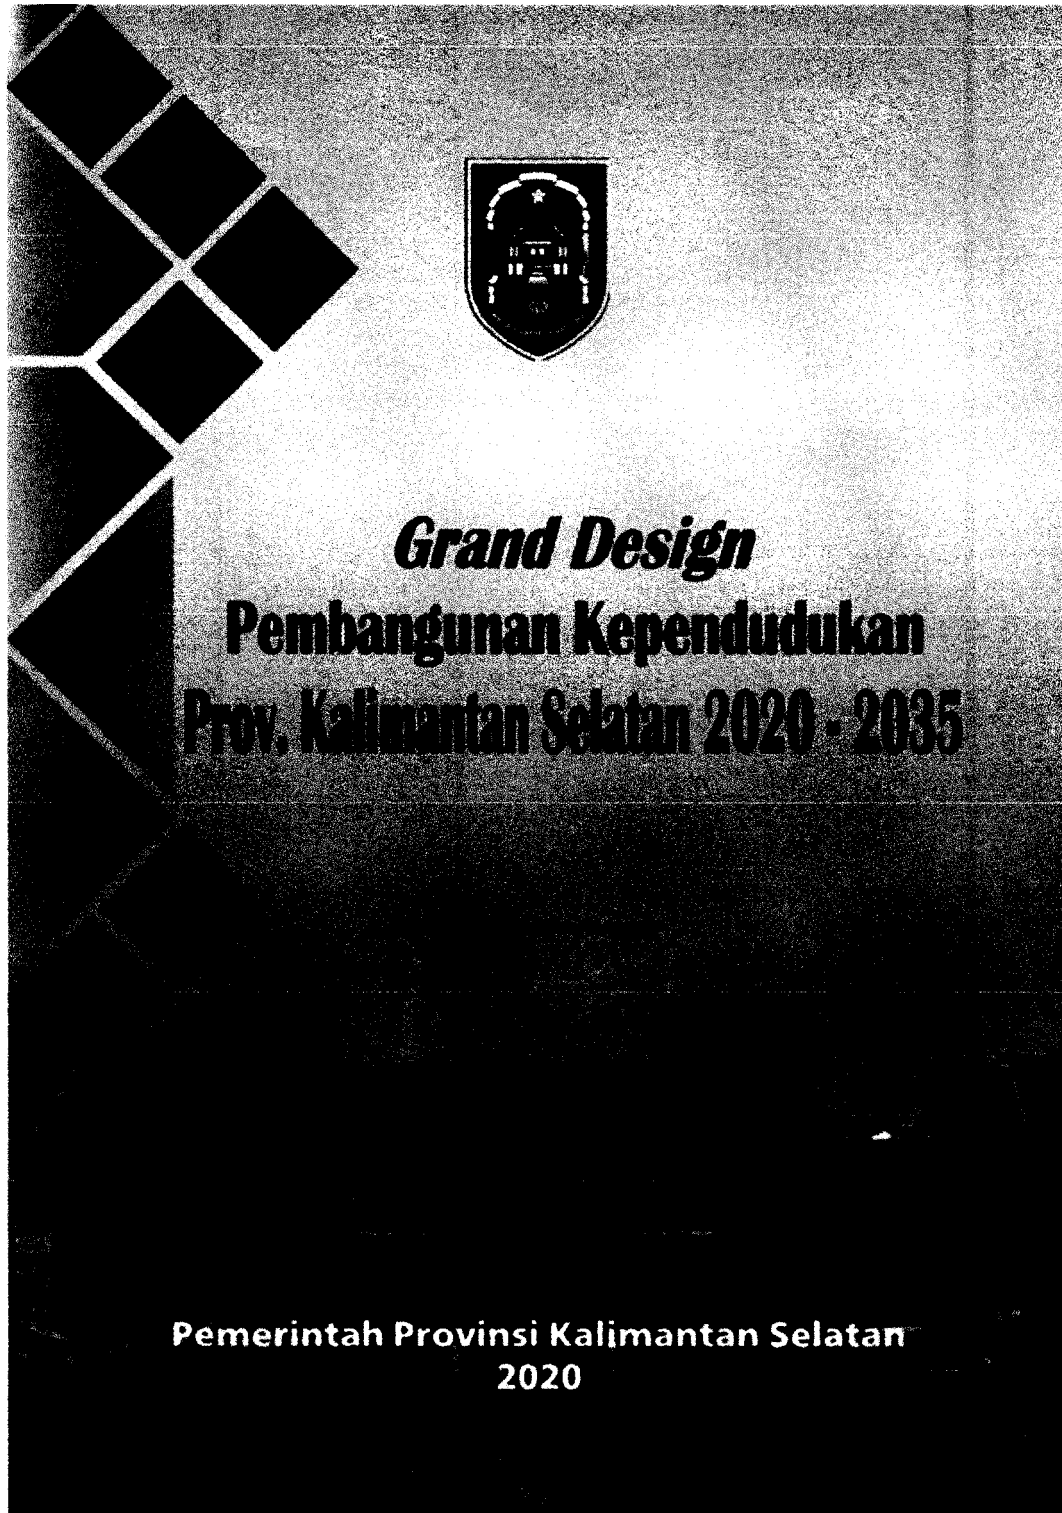 Grand Design
Pembangunan Kependudukan
Prov. Kalimantan Selatan 2020 - 2035
Pemerintah Provinsi Kalimantan Selatan
2020